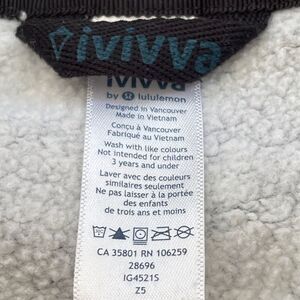 ivivva
ivivva
by lululemon
Designed in Vancouver
Made in Vietnam
Conçu à Vancouver
Fabriqué au Vietnam
Wash with like colours
Not intended for children
3 years and under
Laver avec des couleurs
similaires seulement
Ne pas laisser à la portée
des enfants
de trois ans et moins
CA 35801 RN 106259
28696
IG4521S
Z5